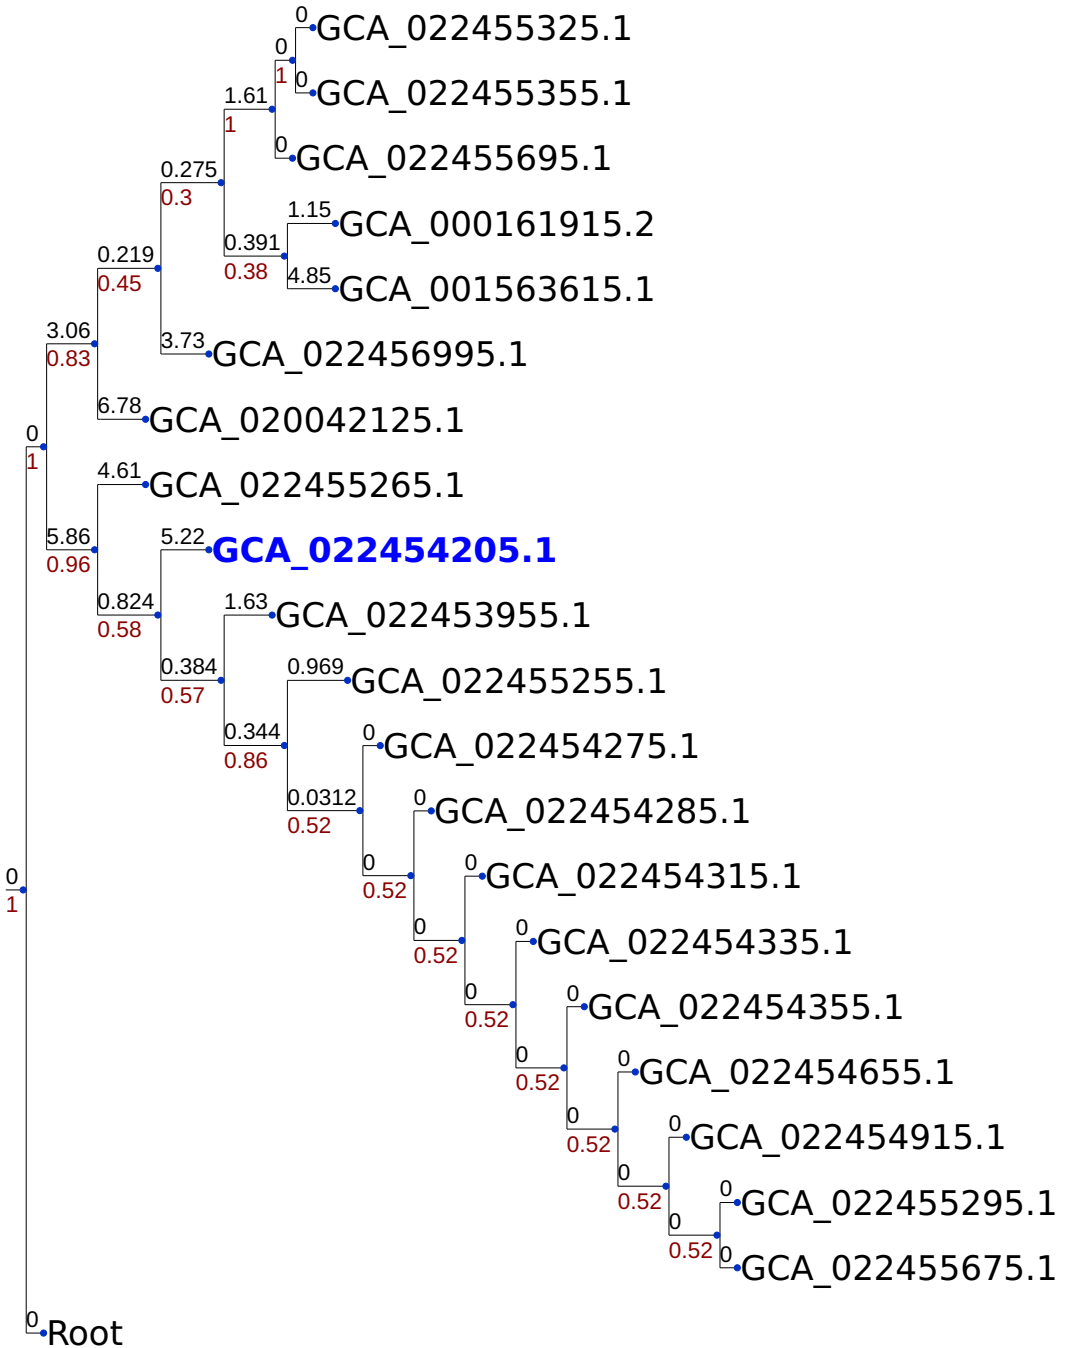 0
GCA_022455325.1
0
1
0
GCA_022455355.1
1.61
1
0
GCA_022455695.1
0.275
0.3
1.15
GCA_000161915.2
0.391
0.38
4.85
GCA_001563615.1
0.219
0.45
3.73
GCA_022456995.1
3.06
0.83
6.78
GCA_020042125.1
0
1
4.61
GCA_022455265.1
5.86
0.96
5.22
GCA_022454205.1
0.824
0.58
1.63
GCA_022453955.1
0.384
0.57
0.969
GCA_022455255.1
0.344
0.86
0
GCA_022454275.1
0.0312
0.52
0
GCA_022454285.1
0
0.52
0
GCA_022454315.1
0
0.52
0
GCA_022454335.1
0
0.52
0
GCA_022454355.1
0
0.52
0
GCA_022454655.1
0
0.52
0
GCA_022454915.1
0
0.52
0
GCA_022455295.1
0
0.52
0
GCA_022455675.1
0
1
0
Root